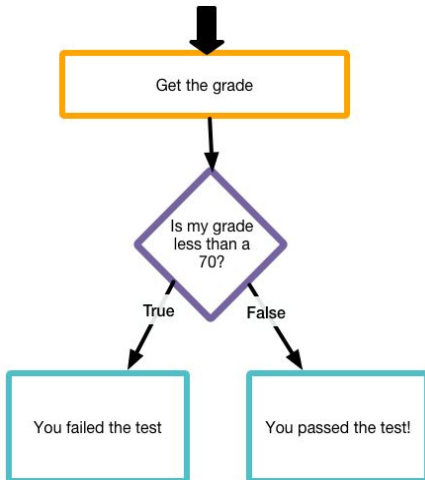 Get the grade
Is my grade
less than a
70?
True
False
You failed the test
You passed the test!